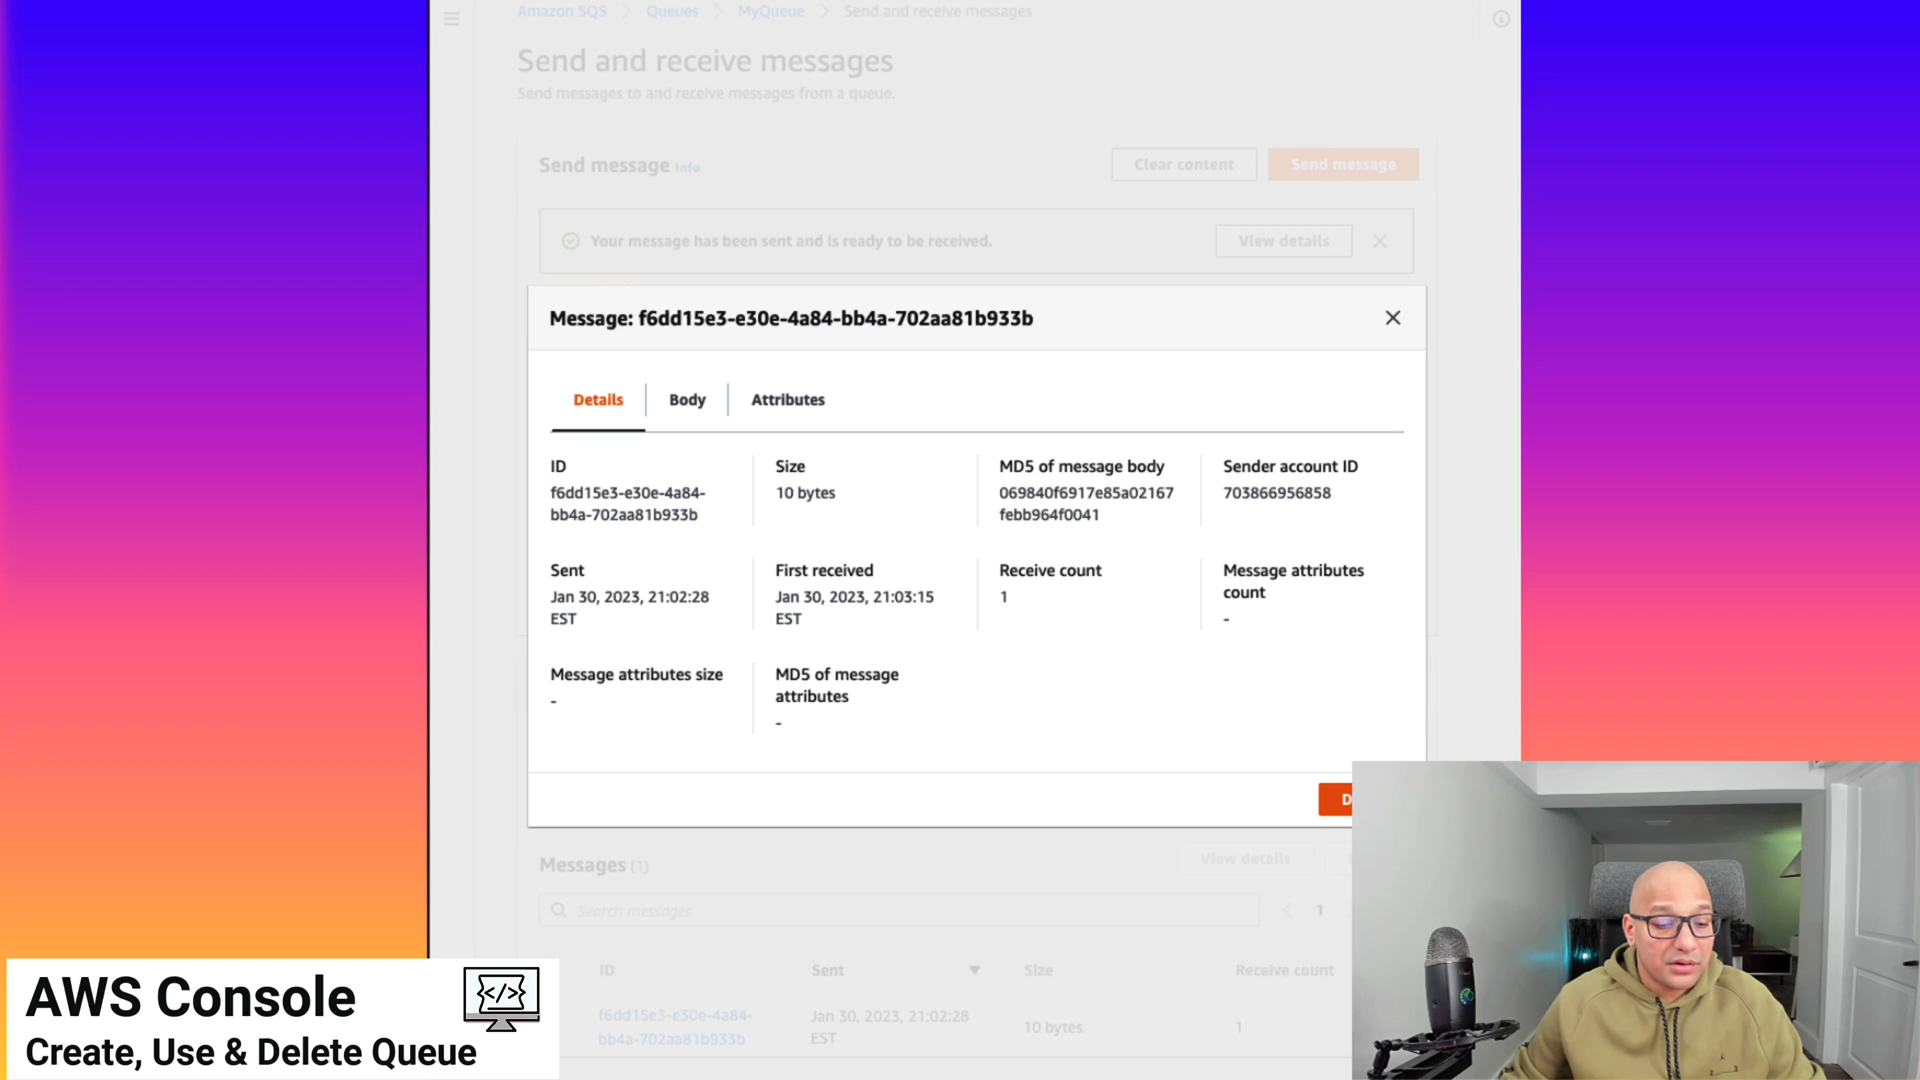 Amazon SQS > Queues > MyQueue > Send and receive messages
Send and receive messages
Send messages to and receive messages from a queue.
Send message Info
Clear content
Send message
Your message has been sent and is ready to be received.
View details
Message: f6dd15e3-e30e-4a84-bb4a-702aa81b933b
Details
Body
Attributes
ID
f6dd15e3-e30e-4a84-
bb4a-702aa81b933b
Size
10 bytes
MD5 of message body
069840f6917e85a02167
febb964f0041
Sender account ID
703866956858
Sent
Jan 30, 2023, 21:02:28
EST
First received
Jan 30, 2023, 21:03:15
EST
Receive count
1
Message attributes
count
-
Message attributes size
-
MD5 of message
attributes
-
D
Messages (1)
View details
Search messages
1
ID
Sent
Size
Receive count
f6dd15e3-e30e-4a84-
bb4a-702aa81b933b
Jan 30, 2023, 21:02:28
EST
10 bytes
1
AWS Console
</>
Create, Use & Delete Queue